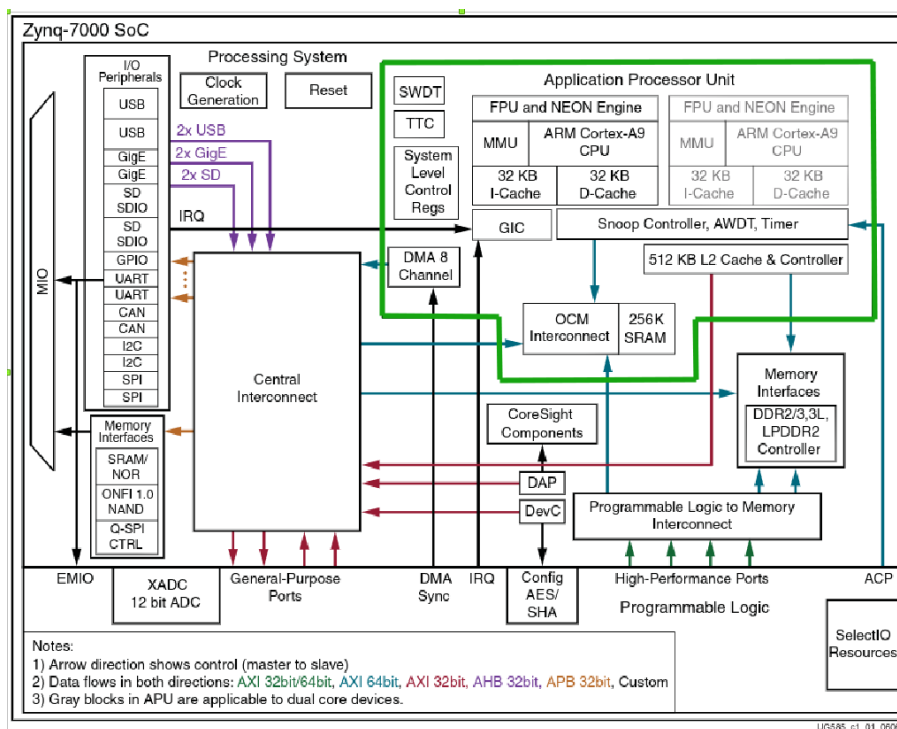 Zynq-7000 SoC
I/O
Peripherals
USB
USB
GigE
GigE
SD
SDIO
SD
SDIO
GPIO
UART
UART
CAN
CAN
I2C
I2C
SPI
SPI
MIO
Memory
Interfaces
SRAM/
NOR
ONFI 1.0
NAND
Q-SPI
CTRL
Processing System
Clock
Generation
Reset
2x USB
2x GigE
2x SD
IRQ
Central
Interconnect
SWDT
TTC
System
Level
Control
Regs
DMA 8
Channel
Application Processor Unit
FPU and NEON Engine
MMU
ARM Cortex-A9
CPU
32 KB
I-Cache
32 KB
D-Cache
FPU and NEON Engine
MMU
ARM Cortex-A9
CPU
32 KB
I-Cache
32 KB
D-Cache
GIC
Snoop Controller, AWDT, Timer
512 KB L2 Cache & Controller
OCM
Interconnect
256K
SRAM
Memory
Interfaces
DDR2/3,3L,
LPDDR2
Controller
CoreSight
Components
DAP
DevC
Programmable Logic to Memory
Interconnect
EMIO
XADC
12 bit ADC
General-Purpose
Ports
DMA
Sync
IRQ
Config
AES/
SHA
High-Performance Ports
ACP
Programmable Logic
SelectIO
Resources
Notes:
1) Arrow direction shows control (master to slave)
2) Data flows in both directions: AXI 32bit/64bit, AXI 64bit, AXI 32bit, AHB 32bit, APB 32bit, Custom
3) Gray blocks in APU are applicable to dual core devices.